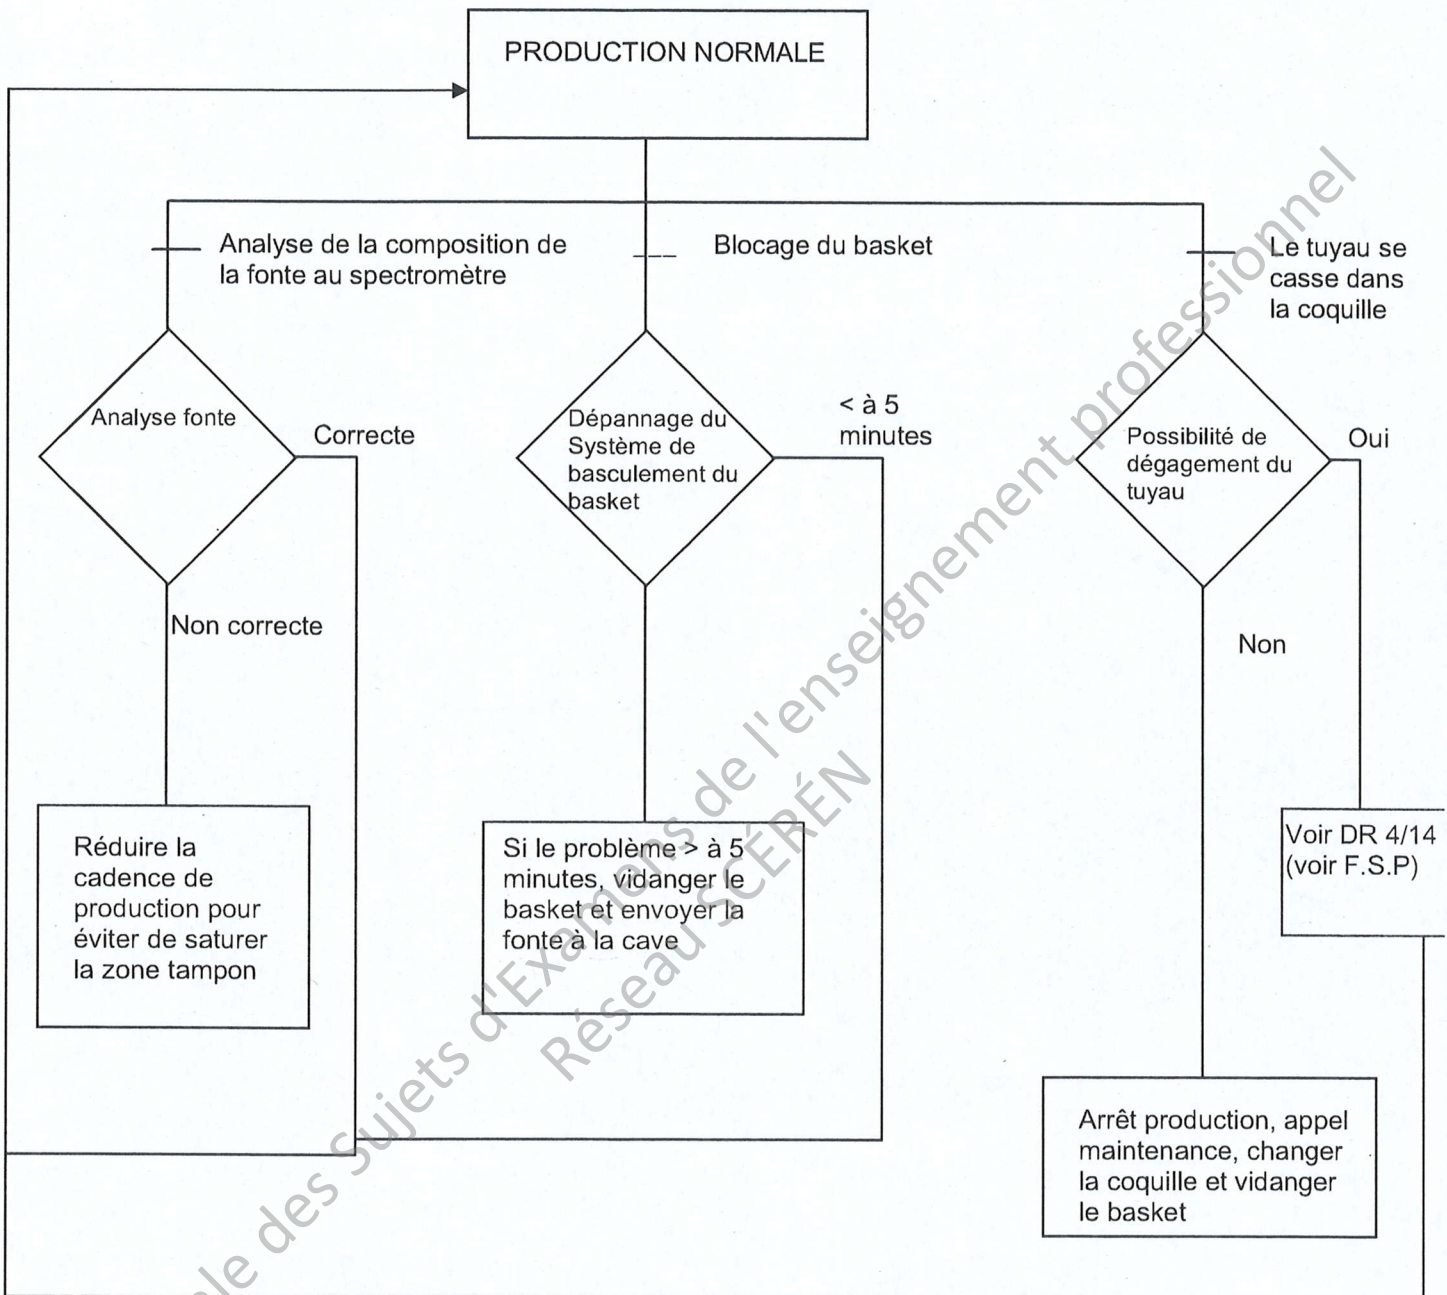 PRODUCTION NORMALE
Analyse de la composition de
la fonte au spectromètre
Blocage du basket
Le tuyau se
casse dans
la coquille
Analyse fonte
Correcte
Non correcte
Dépannage du
Système de
basculement du
basket
< à 5
minutes
Possibilité de
dégagement du
tuyau
Oui
Non
Réduire la
cadence de
production pour
éviter de saturer
la zone tampon
Si le problème > à 5
minutes, vidanger le
basket et envoyer la
fonte à la cave
Voir DR 4/14
(voir F.S.P)
Arrêt production, appel
maintenance, changer
la coquille et vidanger
le basket
le des Sujets d'Examens de l'enseignement professionnel
Réseau SCÉRÉN